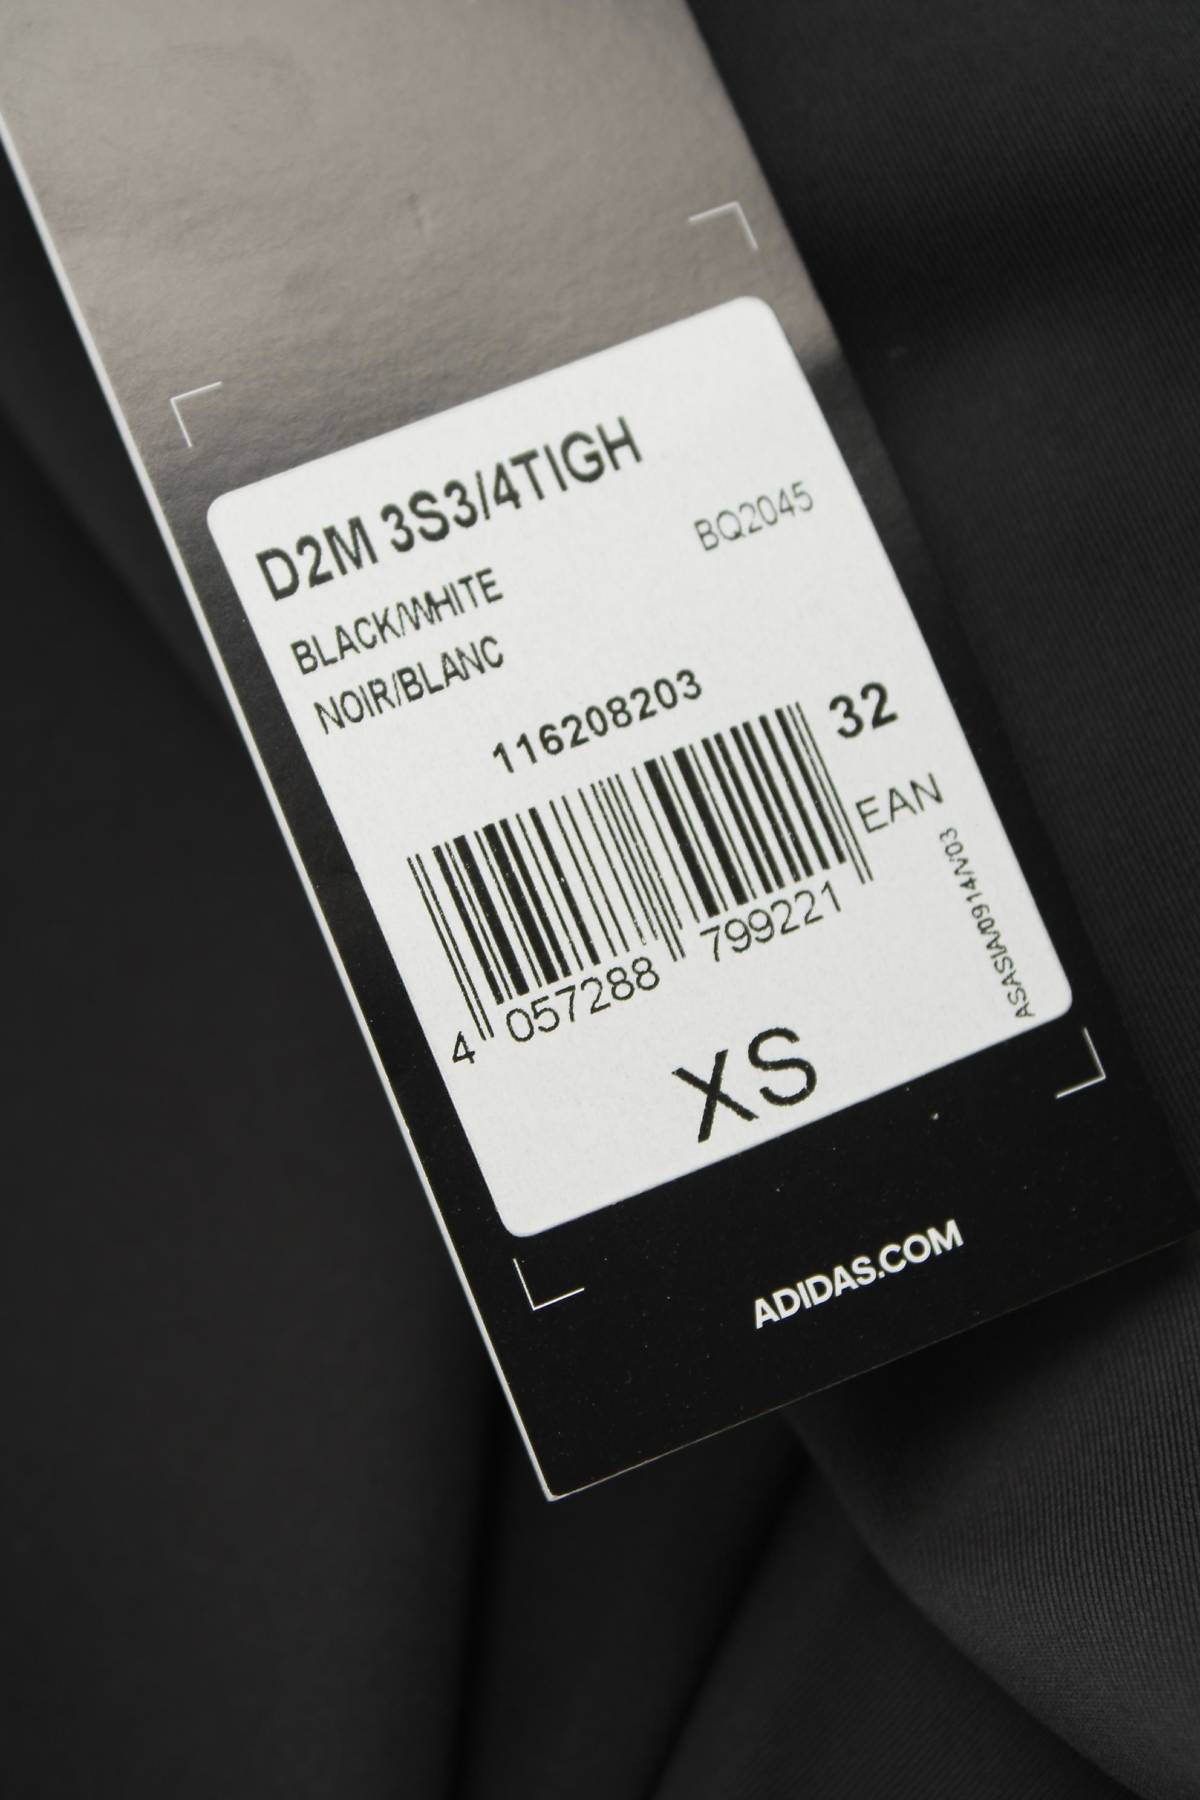 D2M 3S3/4TIGH
BQ2045
BLACK/WHITE
NOIR/BLANC
116208203
32
EAN
4 057288 799221
ASASIA/0914/V03
XS
ADIDAS.COM